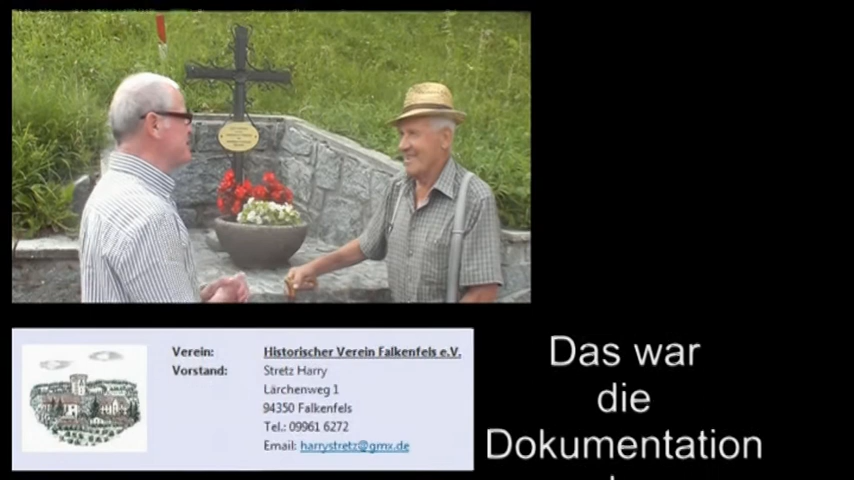 Verein: Historischer Verein Falkenfels e.V.
Vorstand: Stretz Harry
Lärchenweg 1
94350 Falkenfels
Tel.: 09961 6272
Email: harrystretz@gmx.de
Das war
die
Dokumentation